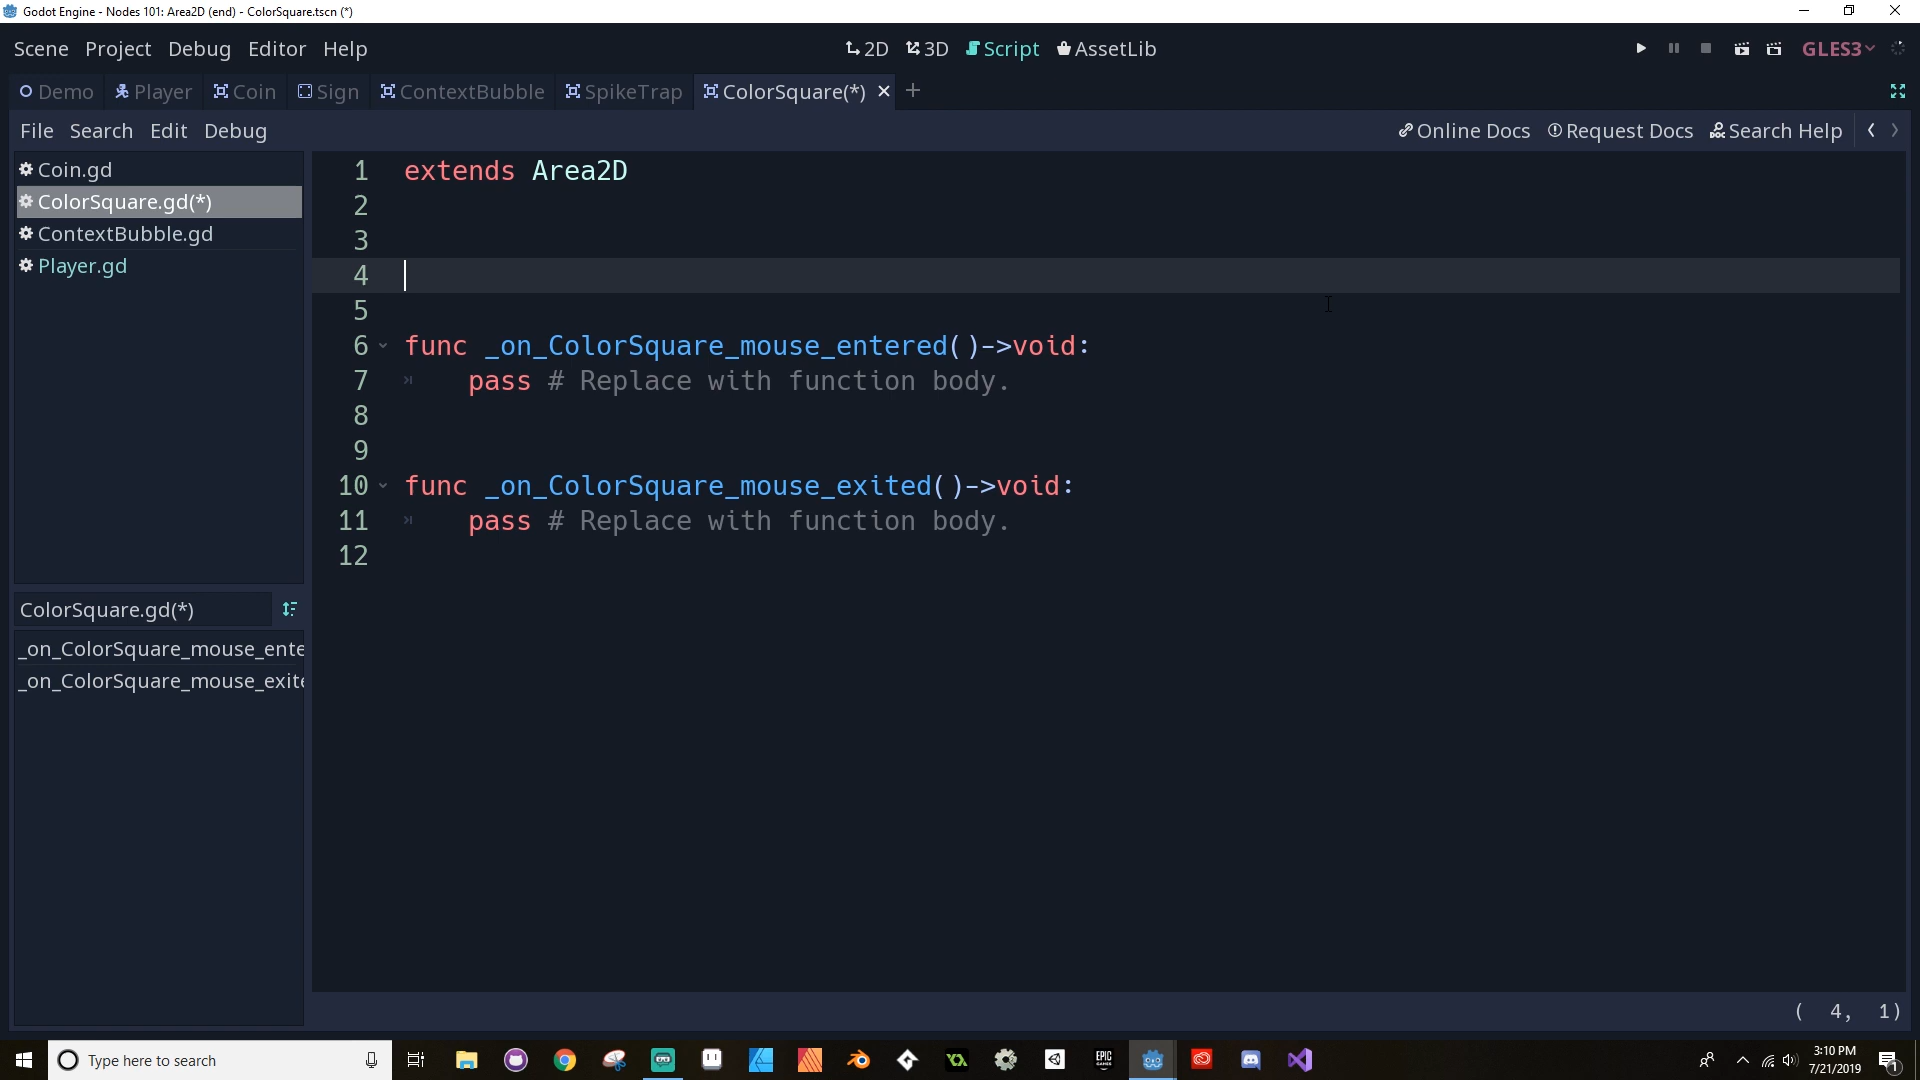 Godot Engine - Nodes 101: Area2D (end) - ColorSquare.tscn (*)
Scene Project Debug Editor Help
2D 3D Script AssetLib
GLES3
Demo Player Coin Sign ContextBubble SpikeTrap ColorSquare(*)
File Search Edit Debug
Online Docs Request Docs Search Help
Coin.gd
ColorSquare.gd(*)
ContextBubble.gd
Player.gd
1 extends Area2D
2
3
4
5
6 func _on_ColorSquare_mouse_entered()->void:
7 pass # Replace with function body.
8
9
10 func _on_ColorSquare_mouse_exited()->void:
11 pass # Replace with function body.
12
ColorSquare.gd(*)
_on_ColorSquare_mouse_ente
_on_ColorSquare_mouse_exite
( 4, 1)
Type here to search
EPIC GAMES
3:10 PM
7/21/2019
1